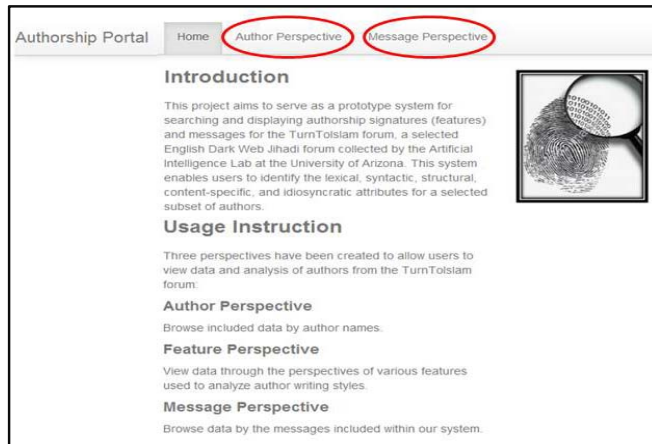 Authorship Portal Home Author Perspective Message Perspective
Introduction
This project aims to serve as a prototype system for
searching and displaying authorship signatures (features)
and messages for the TurnToIslam forum, a selected
English Dark Web Jihadi forum collected by the Artificial
Intelligence Lab at the University of Arizona. This system
enables users to identify the lexical, syntactic, structural,
content-specific, and idiosyncratic attributes for a selected
subset of authors.
Usage Instruction
Three perspectives have been created to allow users to
view data and analysis of authors from the TurnToIslam
forum:
Author Perspective
Browse included data by author names.
Feature Perspective
View data through the perspectives of various features
used to analyze author writing styles.
Message Perspective
Browse data by the messages included within our system.